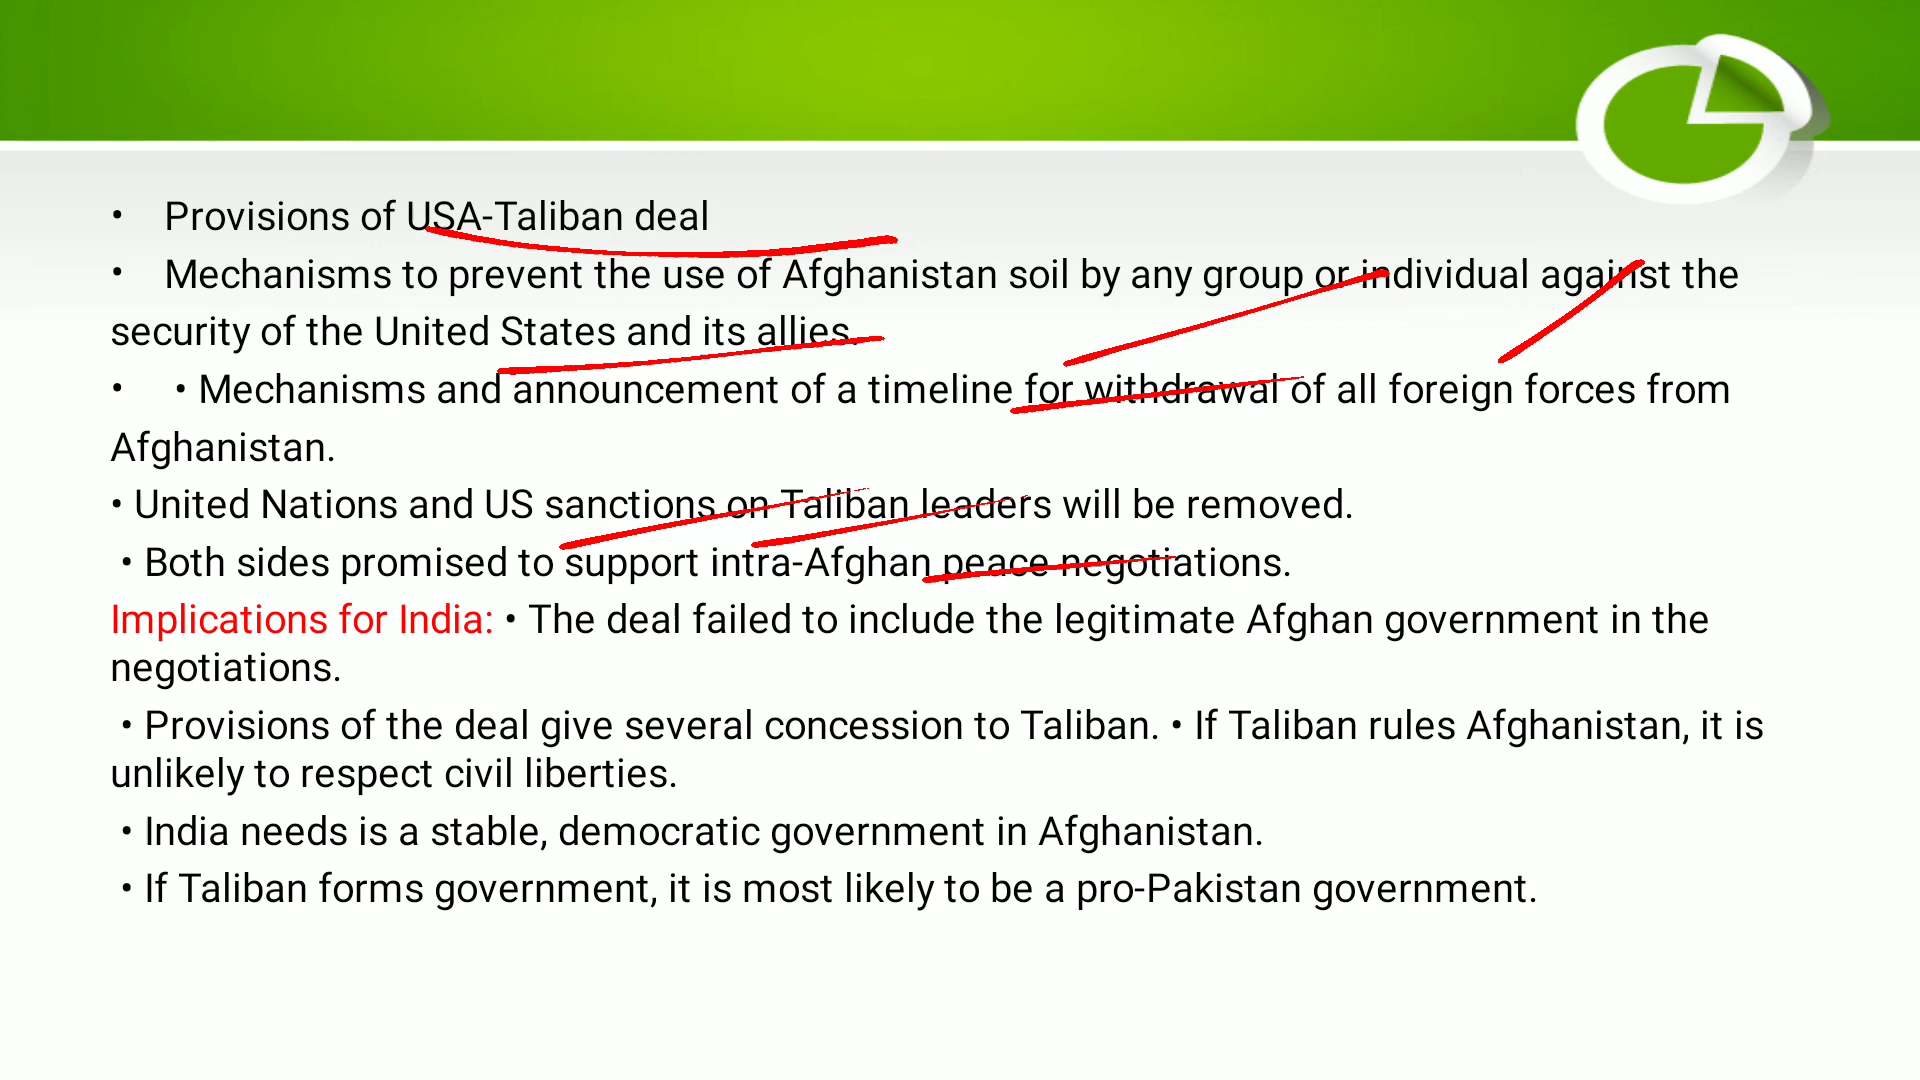 • Provisions of USA-Taliban deal
• Mechanisms to prevent the use of Afghanistan soil by any group or individual against the
security of the United States and its allies.
• • Mechanisms and announcement of a timeline for withdrawal of all foreign forces from
Afghanistan.
• United Nations and US sanctions on Taliban leaders will be removed.
• Both sides promised to support intra-Afghan peace negotiations.
Implications for India: • The deal failed to include the legitimate Afghan government in the
negotiations.
• Provisions of the deal give several concession to Taliban. • If Taliban rules Afghanistan, it is
unlikely to respect civil liberties.
• India needs is a stable, democratic government in Afghanistan.
• If Taliban forms government, it is most likely to be a pro-Pakistan government.